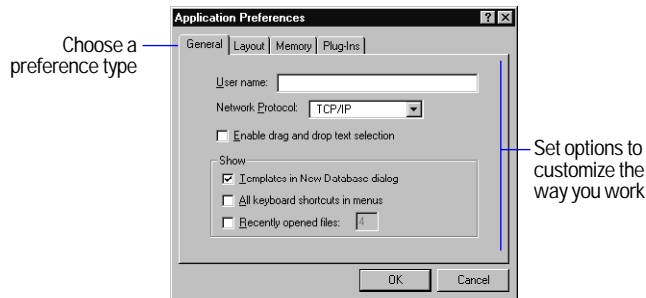 Application Preferences
Choose a
preference type
General Layout Memory Plug-Ins
User name:
Network Protocol: TCP/IP
Enable drag and drop text selection
Show
Templates in New Database dialog
All keyboard shortcuts in menus
Recently opened files: 4
OK Cancel
Set options to
customize the
way you work